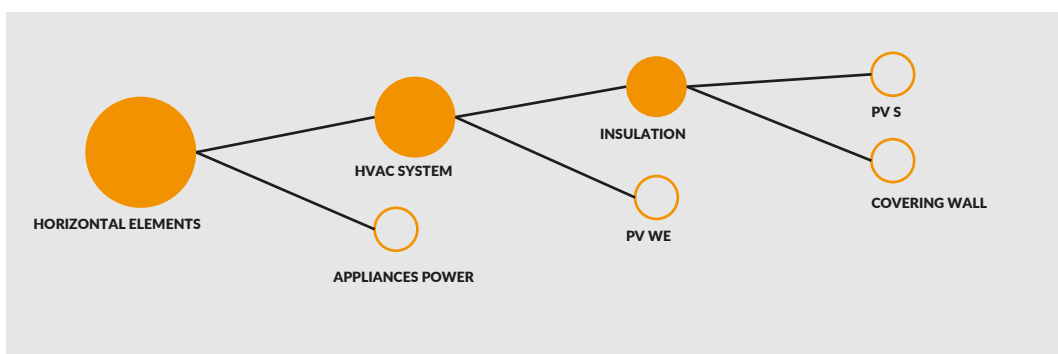 PV S
INSULATION
HVAC SYSTEM
COVERING WALL
HORIZONTAL ELEMENTS
PV WE
APPLIANCES POWER